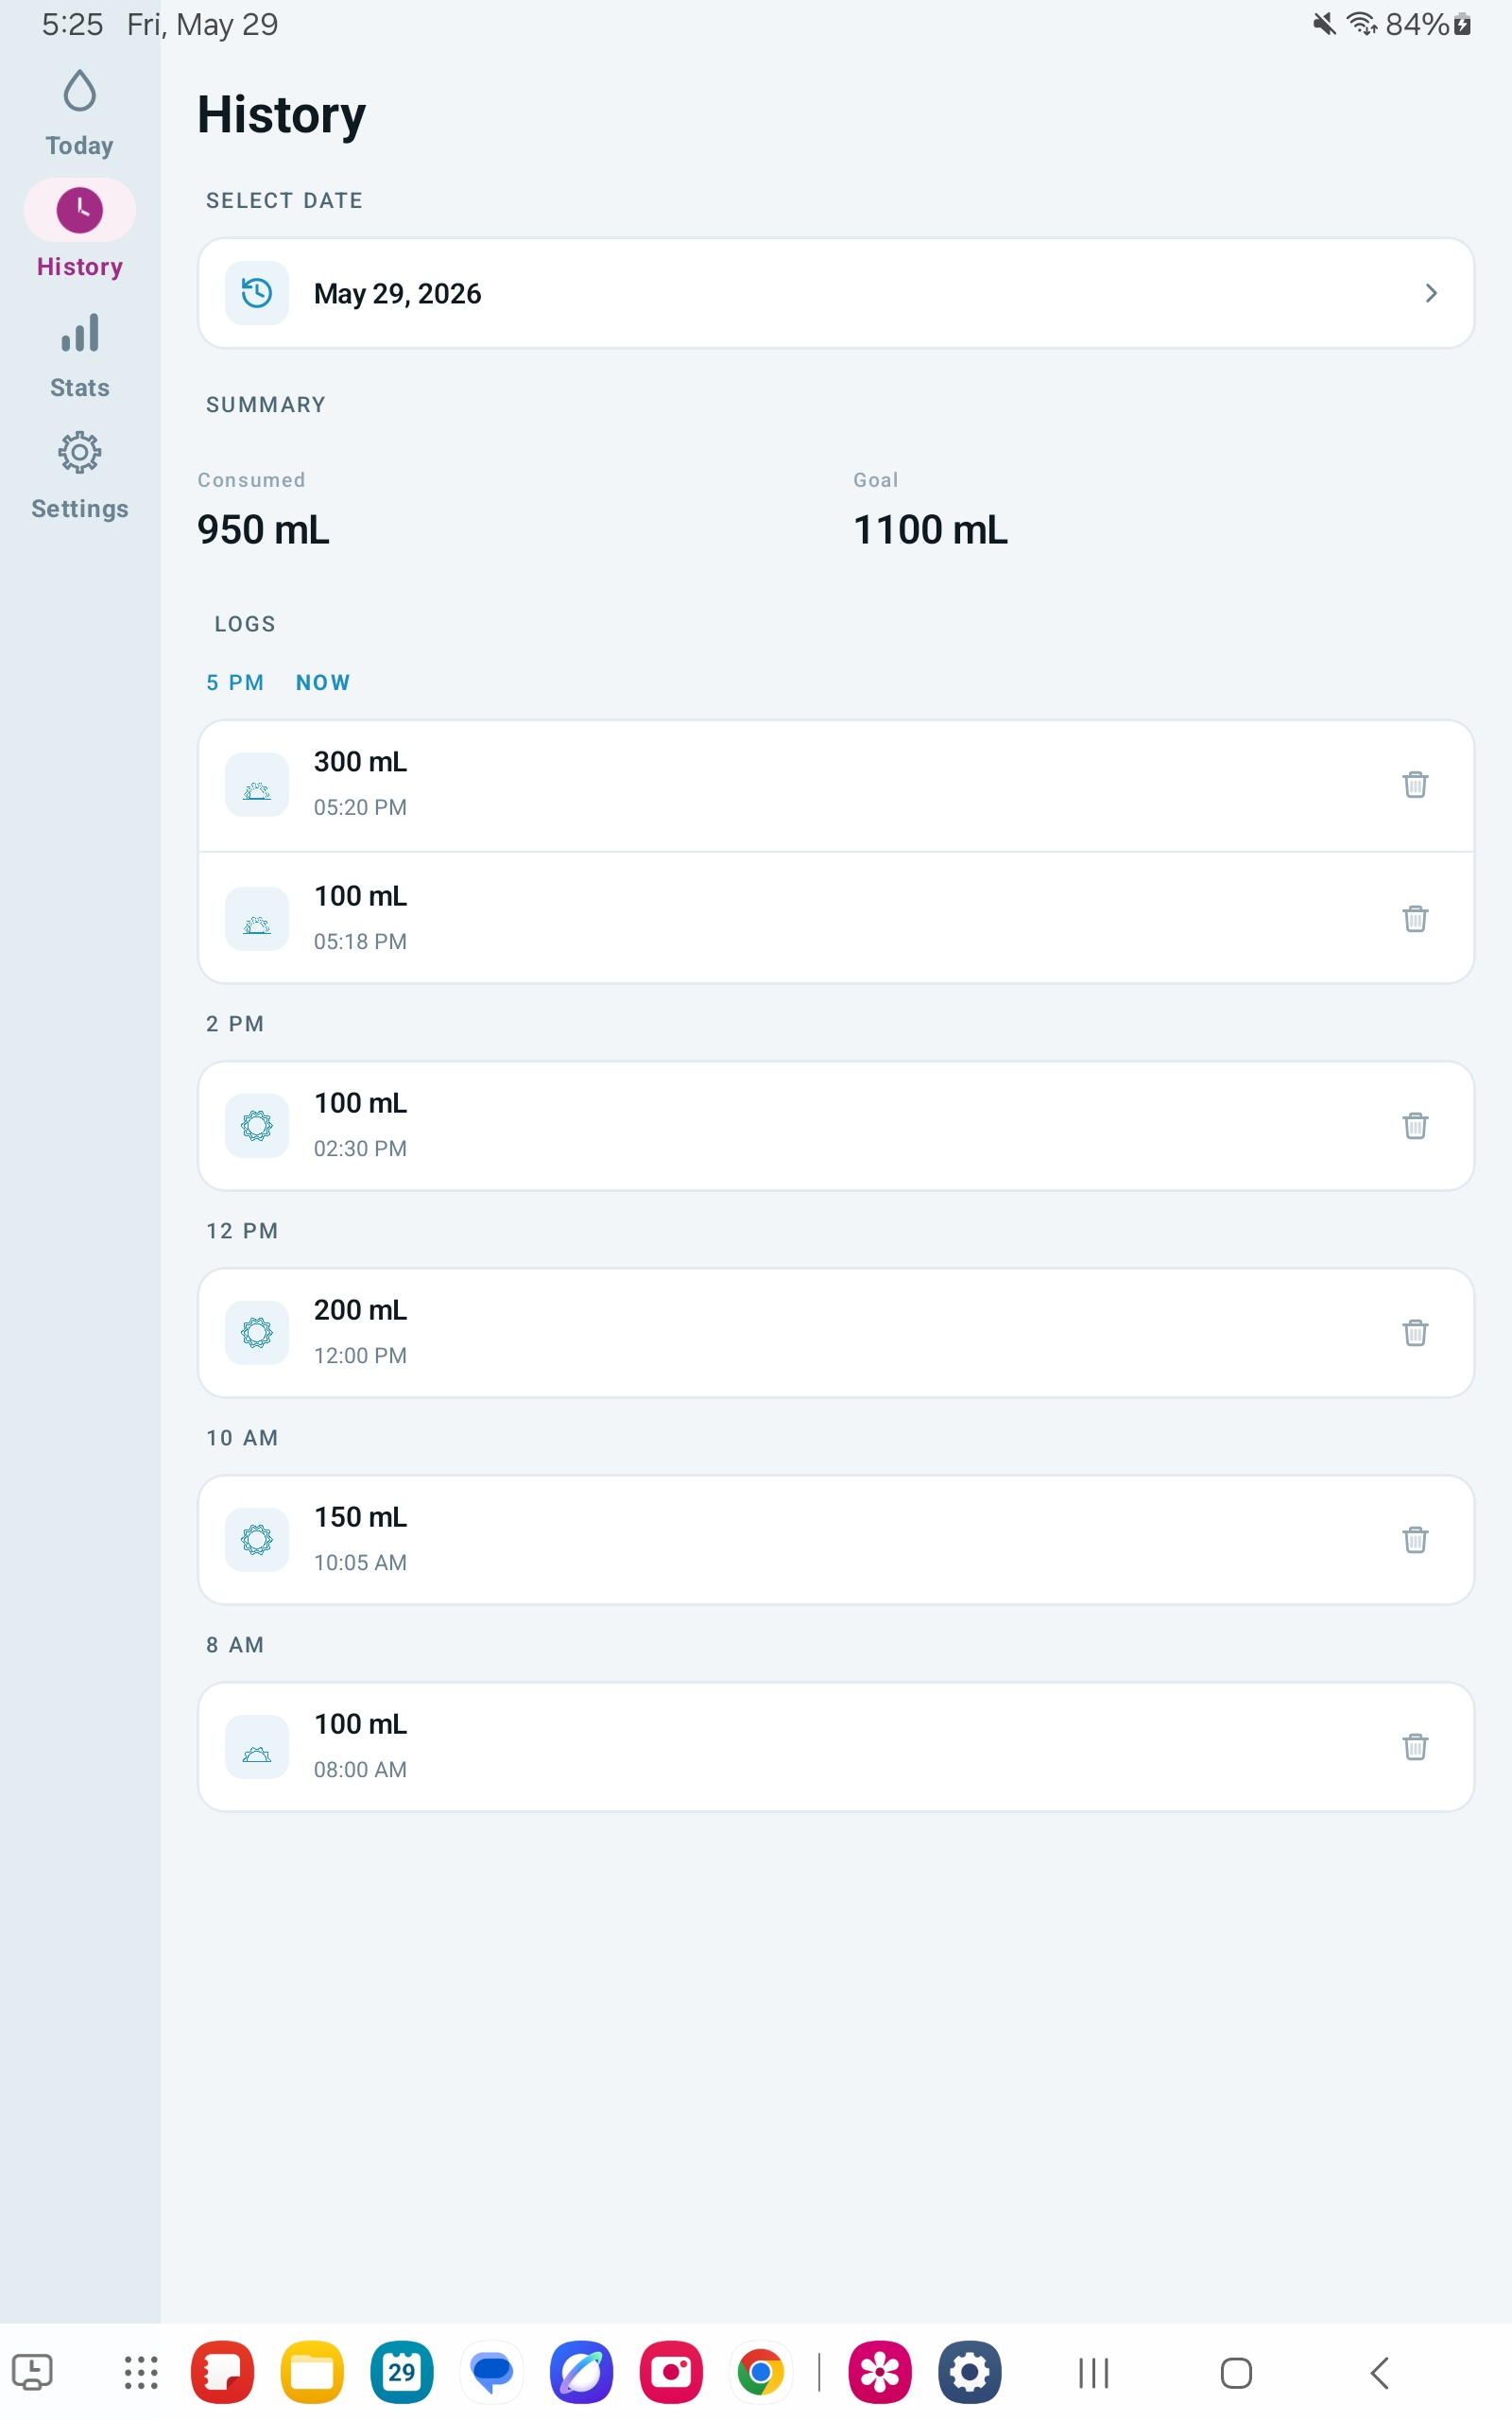 5:25 Fri, May 29
84%
Today
History
Stats
Settings
History
SELECT DATE
May 29, 2026
SUMMARY
Consumed
950 mL
Goal
1100 mL
LOGS
5 PM NOW
300 mL
05:20 PM
100 mL
05:18 PM
2 PM
100 mL
02:30 PM
12 PM
200 mL
12:00 PM
10 AM
150 mL
10:05 AM
8 AM
100 mL
08:00 AM
29